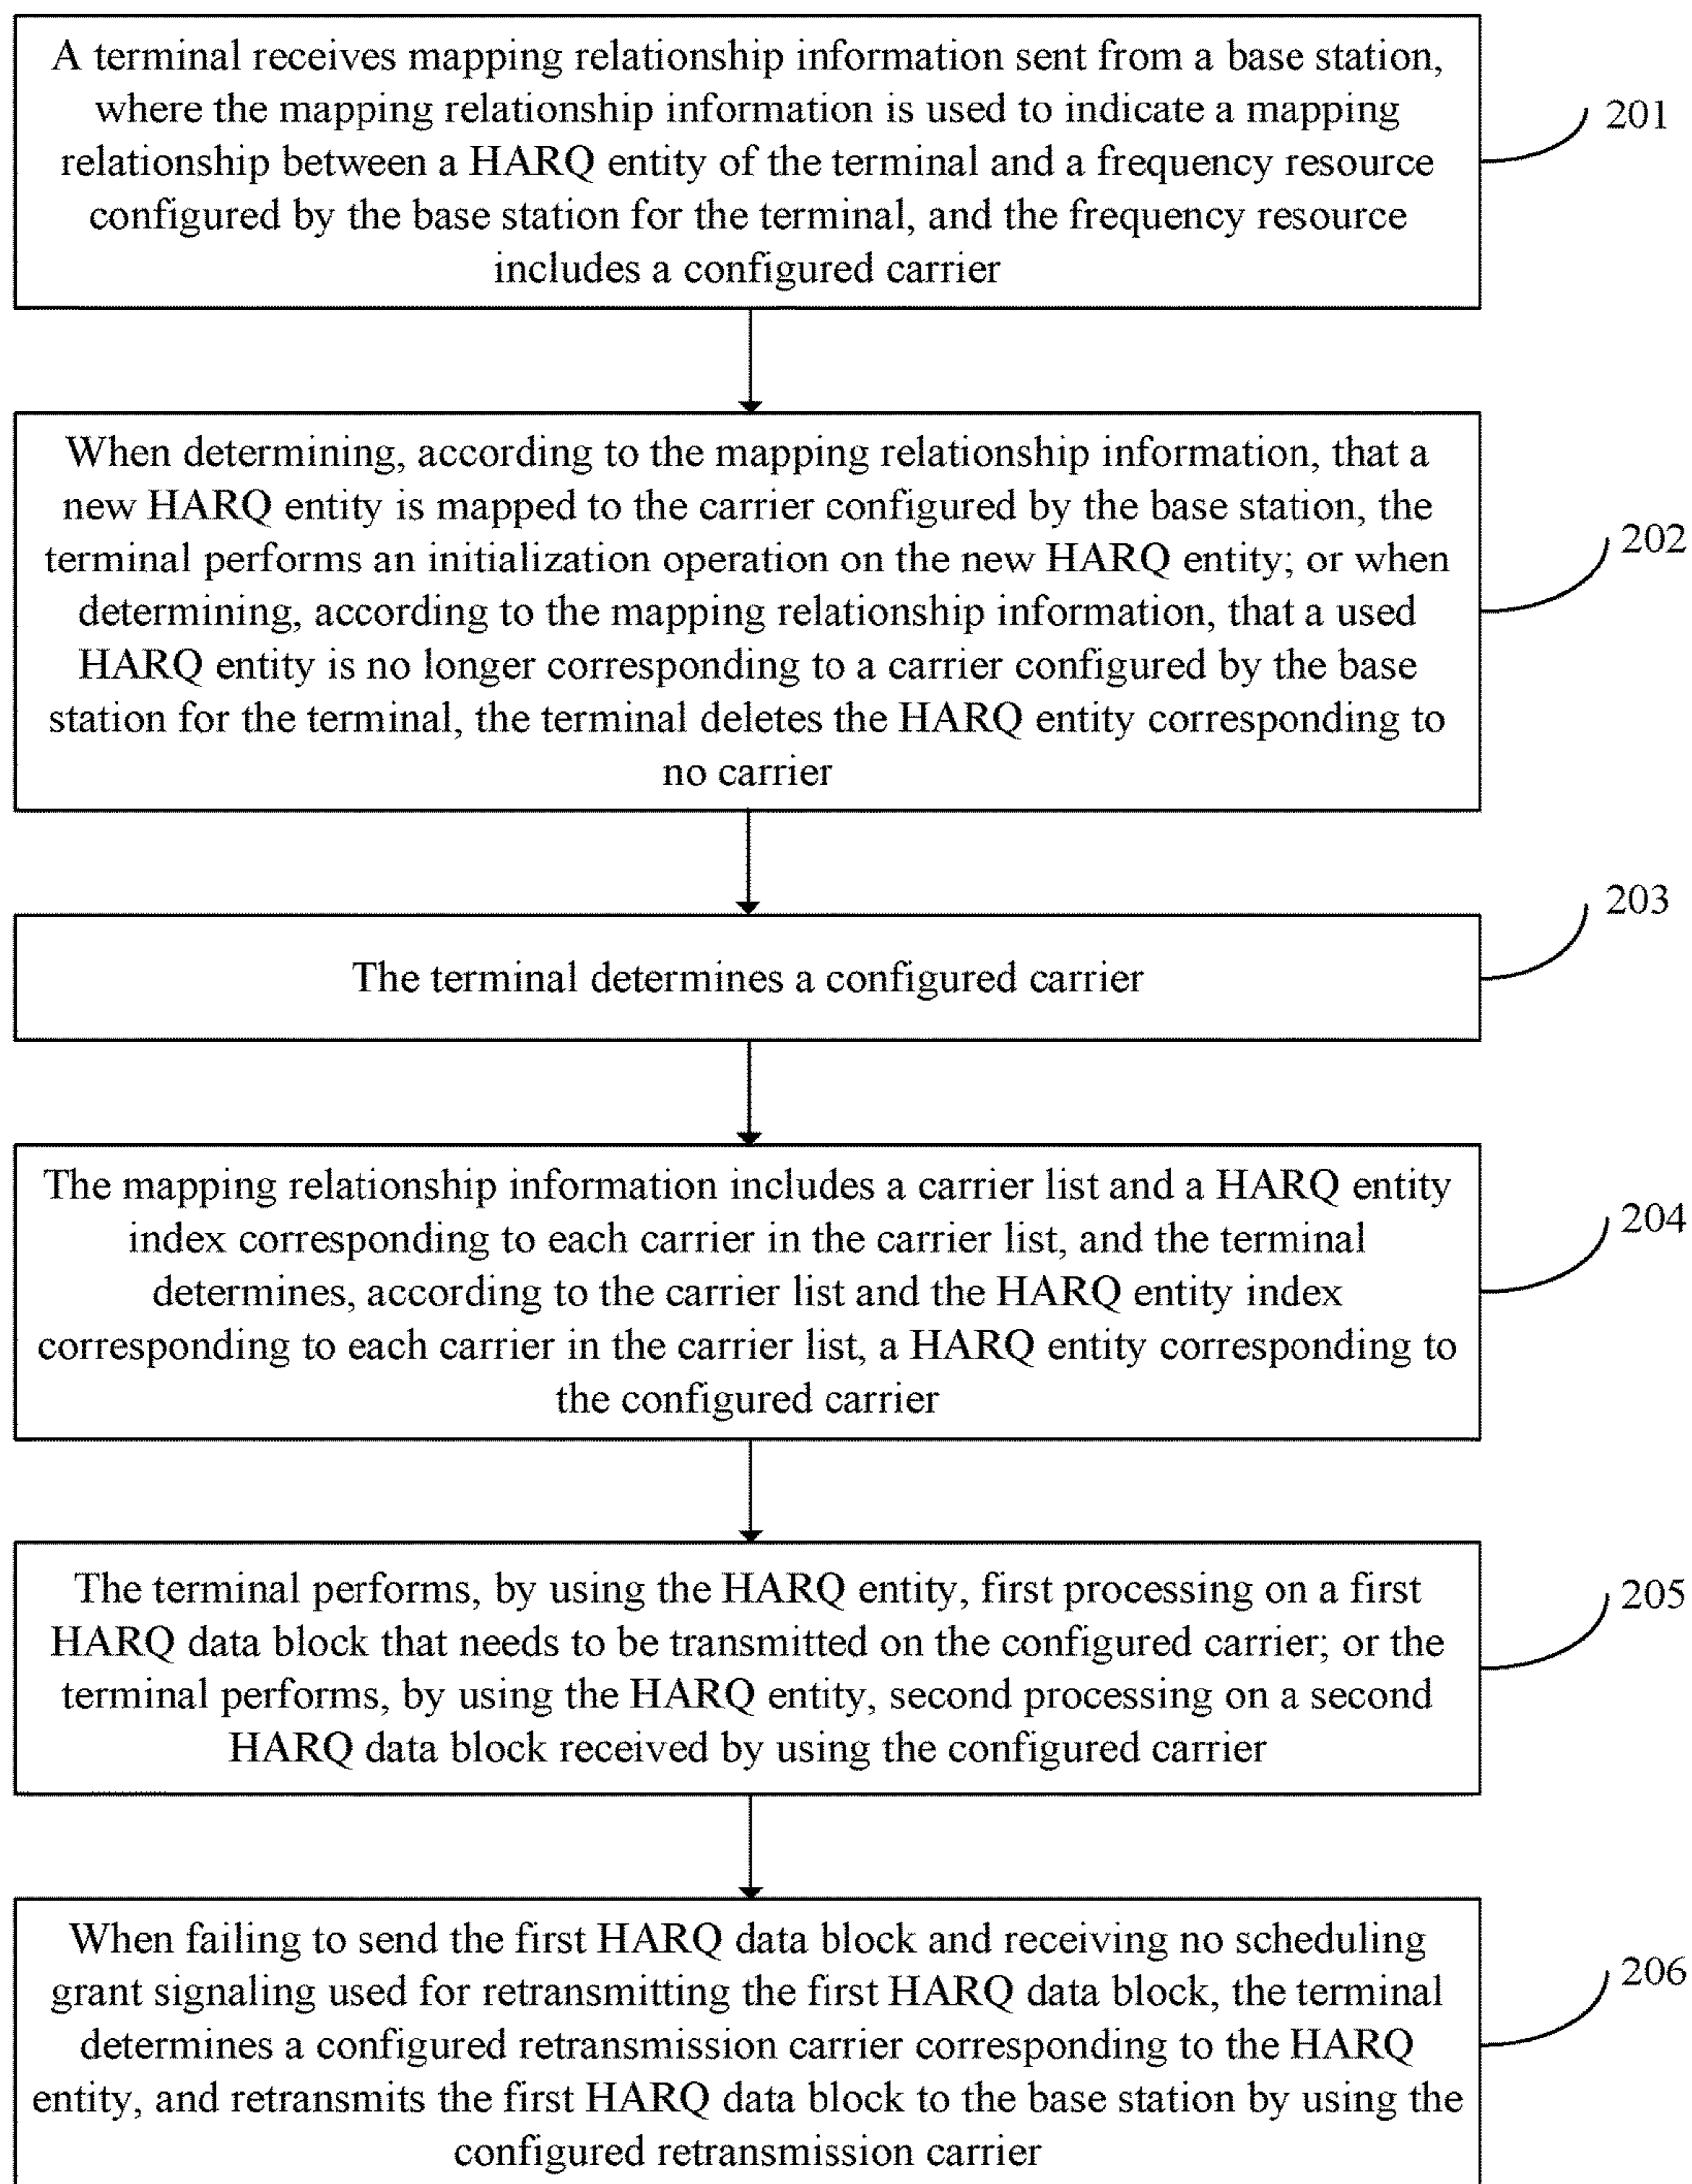 A terminal receives mapping relationship information sent from a base station,
where the mapping relationship information is used to indicate a mapping
relationship between a HARQ entity of the terminal and a frequency resource
configured by the base station for the terminal, and the frequency resource
includes a configured carrier
201
When determining, according to the mapping relationship information, that a
new HARQ entity is mapped to the carrier configured by the base station, the
terminal performs an initialization operation on the new HARQ entity; or when
determining, according to the mapping relationship information, that a used
HARQ entity is no longer corresponding to a carrier configured by the base
station for the terminal, the terminal deletes the HARQ entity corresponding to
no carrier
202
The terminal determines a configured carrier
203
The mapping relationship information includes a carrier list and a HARQ entity
index corresponding to each carrier in the carrier list, and the terminal
determines, according to the carrier list and the HARQ entity index
corresponding to each carrier in the carrier list, a HARQ entity corresponding to
the configured carrier
204
The terminal performs, by using the HARQ entity, first processing on a first
HARQ data block that needs to be transmitted on the configured carrier; or the
terminal performs, by using the HARQ entity, second processing on a second
HARQ data block received by using the configured carrier
205
When failing to send the first HARQ data block and receiving no scheduling
grant signaling used for retransmitting the first HARQ data block, the terminal
determines a configured retransmission carrier corresponding to the HARQ
entity, and retransmits the first HARQ data block to the base station by using the
configured retransmission carrier
206